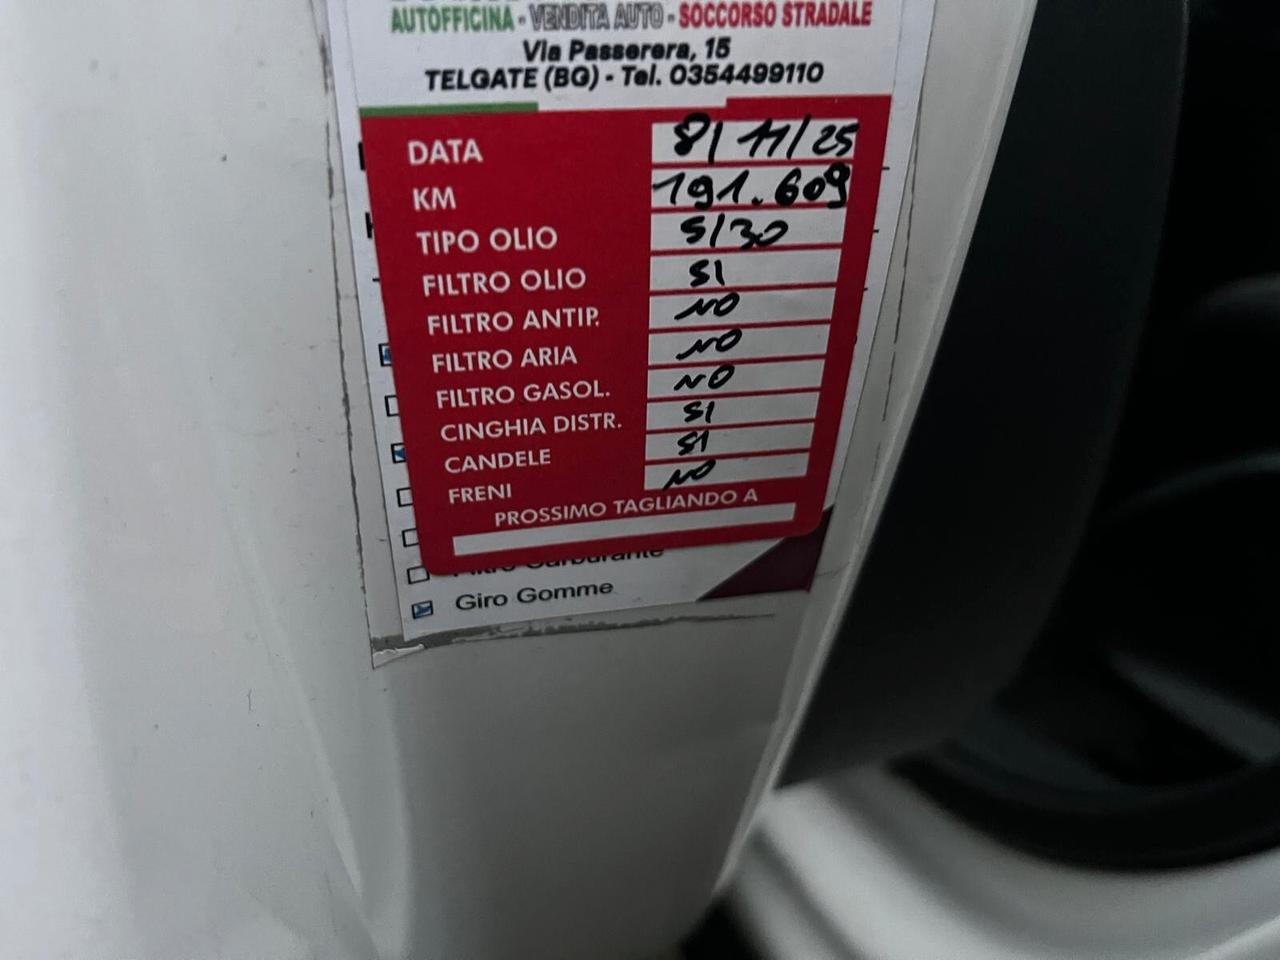 AUTOFFICINA - VENDITA AUTO - SOCCORSO STRADALE
Via Passerera, 15
TELGATE (BG) - Tel. 0354499110
DATA 8/11/25
KM 191.609
TIPO OLIO 5/30
FILTRO OLIO SI
FILTRO ANTIP. NO
FILTRO ARIA NO
FILTRO GASOL. NO
CINGHIA DISTR. SI
CANDELE SI
FRENI NO
PROSSIMO TAGLIANDO A
Filtro Carburante
Giro Gomme